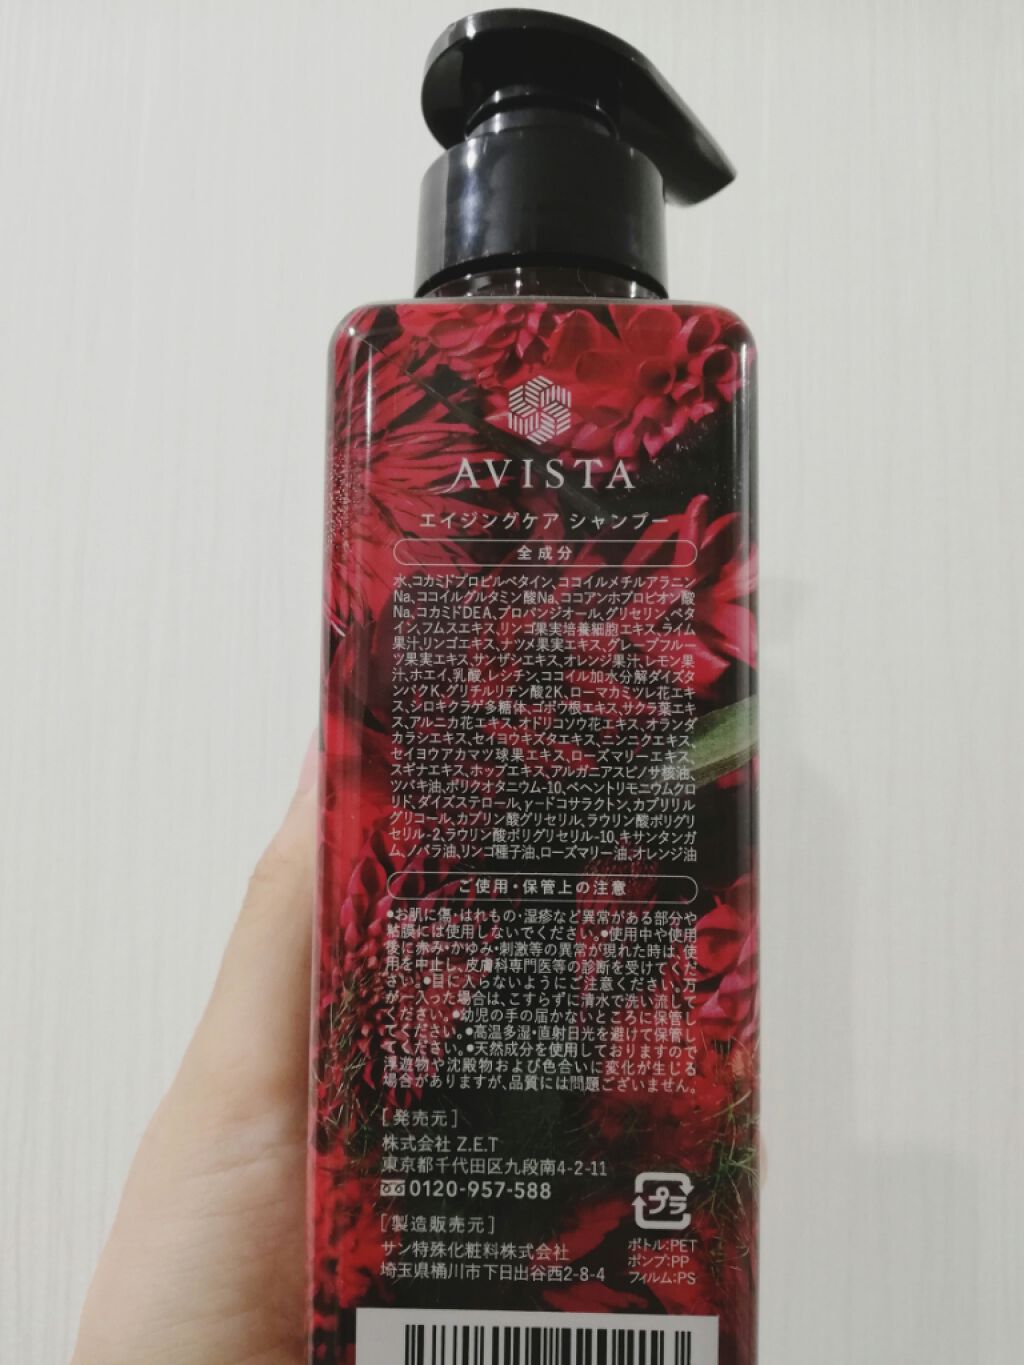 AVISTA
エイジングケア シャンプー
全成分
水、コカミドプロピルベタイン、ココイルメチルアラニン
Na、ココイルグルタミン酸Na、ココアンホプロピオン酸
Na、コカミドDEA、プロパンジオール、グリセリン、ベタ
イン、フムスエキス、リンゴ果実培養細胞エキス、ライム
果汁、リンゴエキス、ナツメ果実エキス、グレープフルー
ツ果実エキス、サンザシエキス、オレンジ果汁、レモン果
汁、ホエイ、乳酸、レシチン、ココイル加水分解ダイズタ
ンパクK、グリチルリチン酸2K、ローマカミツレ花エキ
ス、シロキクラゲ多糖体、ゴボウ根エキス、サクラ葉エキ
ス、アルニカ花エキス、オドリコソウ花エキス、オランダ
カラシエキス、セイヨウキズタエキス、ニンニクエキス、
セイヨウアカマツ球果エキス、ローズマリーエキス、
スギナエキス、ホップエキス、アルガニアスピノサ核油、
ツバキ油、ポリクオタニウム-10、ベヘントリモニウムクロ
リド、ダイズステロール、γ-ドコサラクトン、カプリリル
グリコール、カプリン酸グリセリル、ラウリン酸ポリグリ
セリル-2、ラウリン酸ポリグリセリル-10、キサンタンガ
ム、ノバラ油、リンゴ種子油、ローズマリー油、オレンジ油
ご使用・保管上の注意
●お肌に傷・はれもの・湿疹など異常がある部分や
粘膜には使用しないでください。●使用中や使用
後に赤み・かゆみ・刺激等の異常が現れた時は、使
用を中止し、皮膚科専門医等の診断を受けてくだ
さい。●目に入らないようにご注意ください。万
が一入った場合は、こすらずに清水で洗い流して
ください。●幼児の手の届かないところに保管し
てください。●高温多湿・直射日光を避けて保管し
てください。●天然成分を使用しておりますので
浮遊物や沈殿物および色合いに変化が生じる
場合がありますが、品質には問題ございません。
[発売元]
株式会社 Z.E.T
東京都千代田区九段南4-2-11
0120-957-588
[製造販売元]
サン特殊化粧料株式会社
埼玉県桶川市下日出谷西2-8-4
プラ
ボトル:PET
ポンプ:PP
フィルム:PS